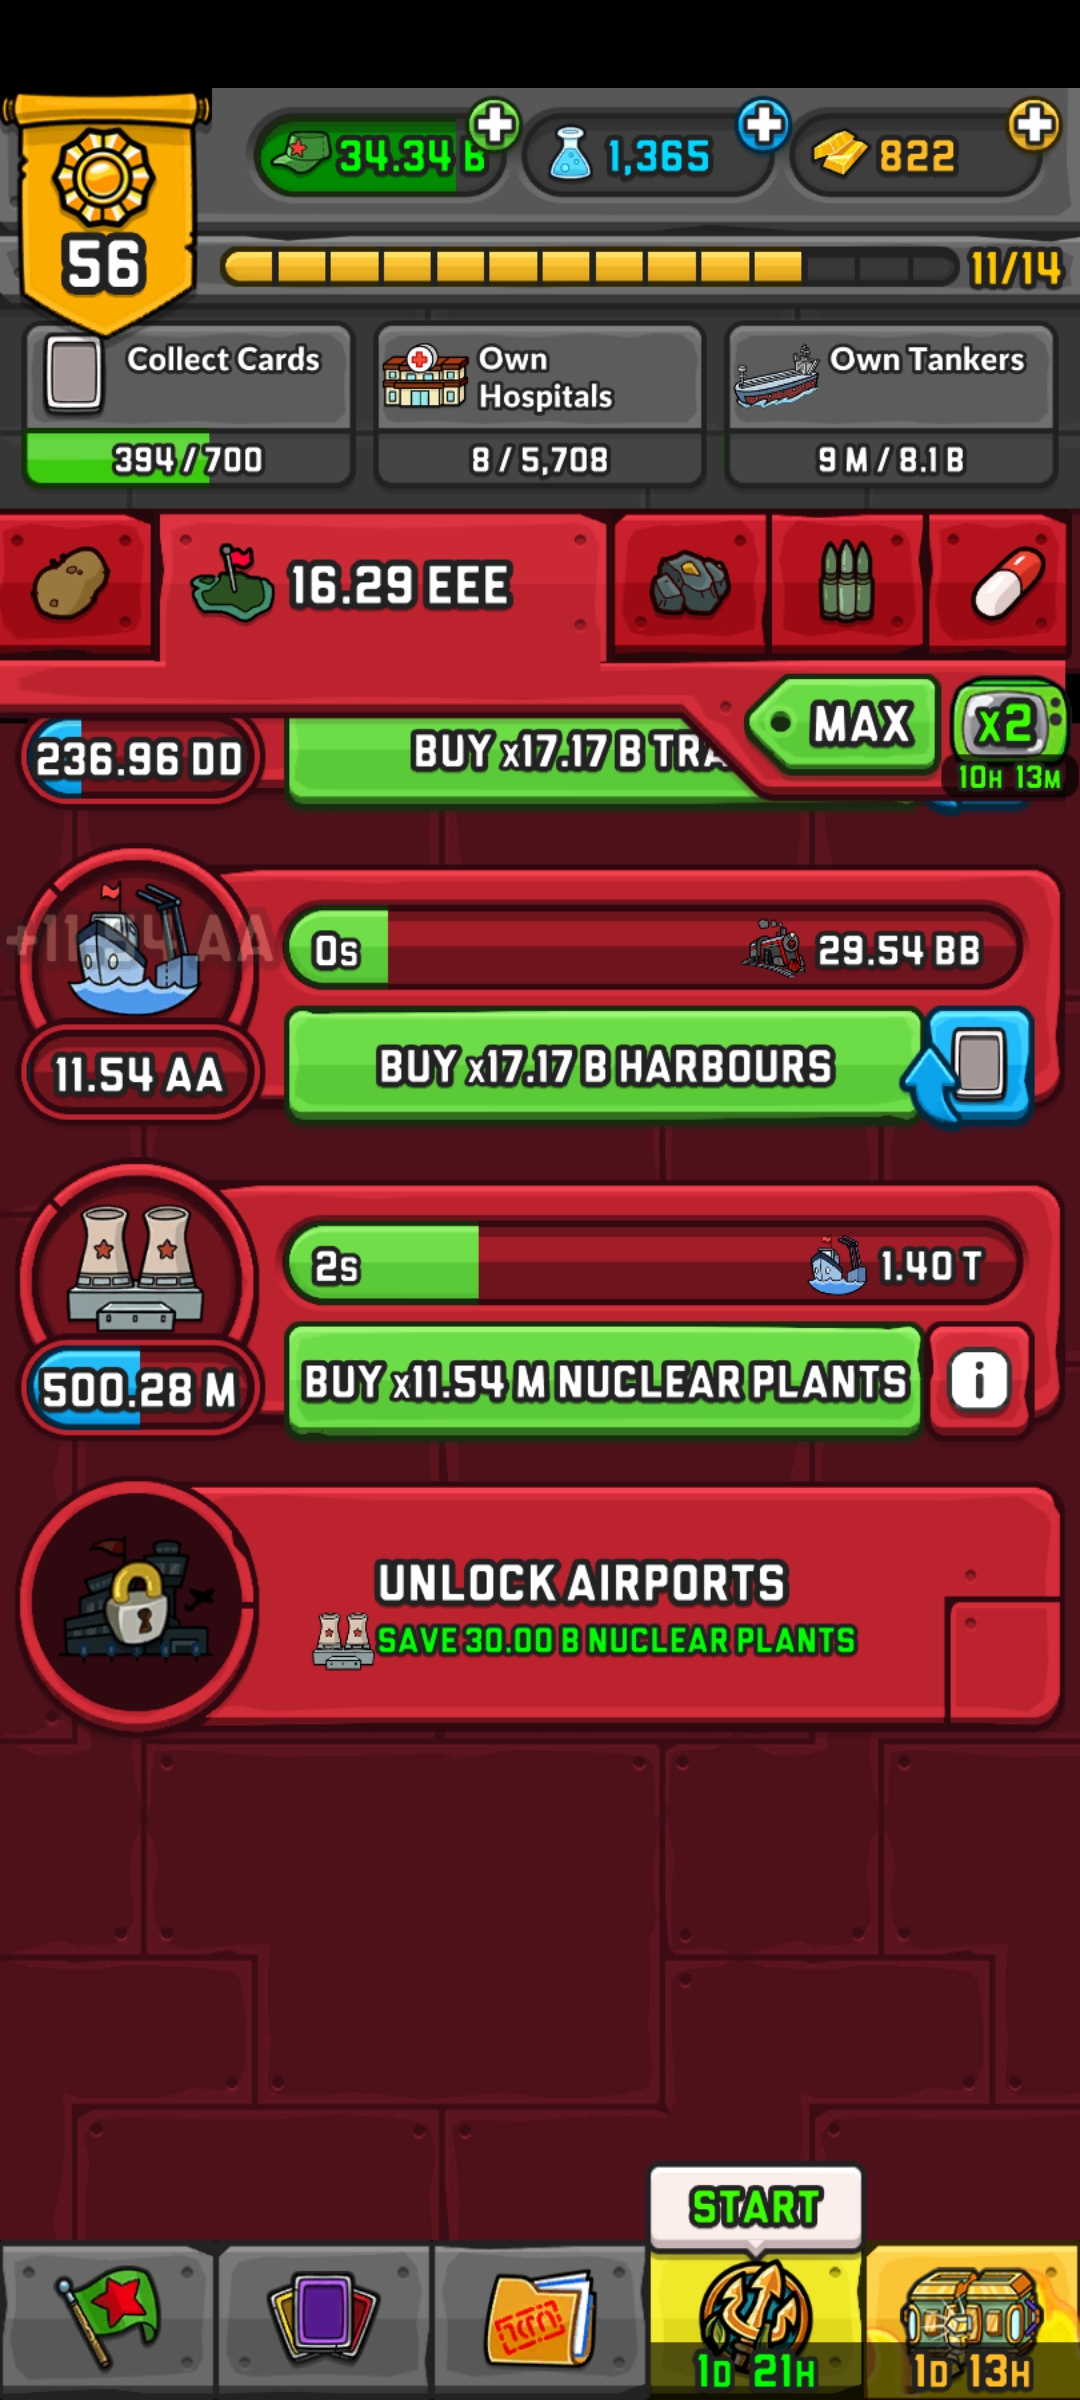 34.34 B
1,365
822
56
11/14
Collect Cards
394/700
Own
Hospitals
8/5,708
Own Tankers
9 M/8.1 B
16.29 EEE
MAX
x2
10H 13M
236.96 DD
BUY x17.17 B TRA
+11.54 AA
0s
29.54 BB
11.54 AA
BUY x17.17 B HARBOURS
2s
1.40 T
500.28 M
BUY x11.54 M NUCLEAR PLANTS
i
UNLOCK AIRPORTS
SAVE 30.00 B NUCLEAR PLANTS
START
1D 21H
1D 13H